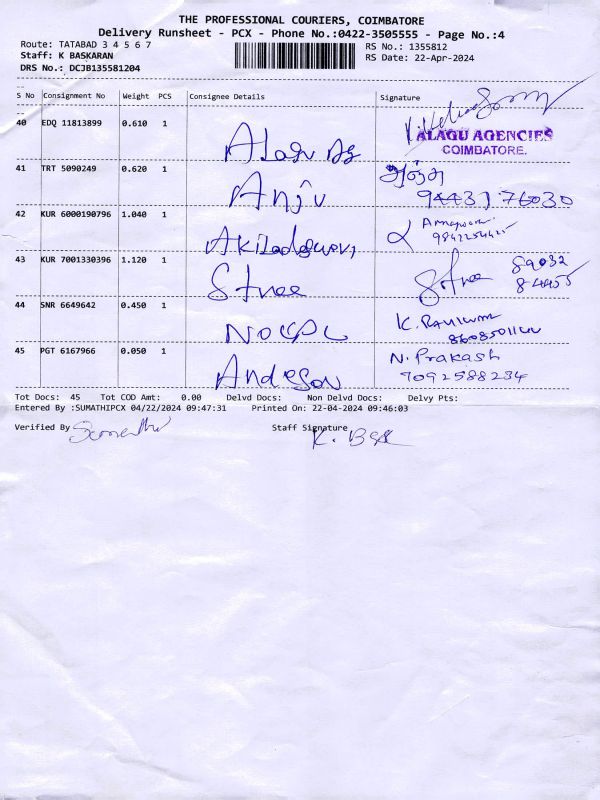 THE PROFESSIONAL COURIERS, COIMBATORE
Delivery Runsheet - PCX - Phone No.:0422-3505555 - Page No.:4
Route: TATABAD 3 4 5 6 7
RS No.: 1355812
Staff: K BASKARAN
RS Date: 22-Apr-2024
DRS No.: DCJB135581204
S No Consignment No Weight PCS Consignee Details Signature
40 EDQ 11813899 0.610 1
ALAGU AGENCIES
COIMBATORE.
41 TRT 5090249 0.620 1
Anju
94431 76030
42 KUR 6000190796 1.040 1
43 KUR 7001330396 1.120 1
Stree
89032
84455
44 SNR 6649642 0.450 1
45 PGT 6167966 0.050 1
N. Prakash
7092588234
Tot Docs: 45 Tot COD Amt: 0.00 Delvd Docs: Non Delvd Docs: Delvy Pts:
Entered By :SUMATHIPCX 04/22/2024 09:47:31 Printed On: 22-04-2024 09:46:03
Verified By Staff Signature